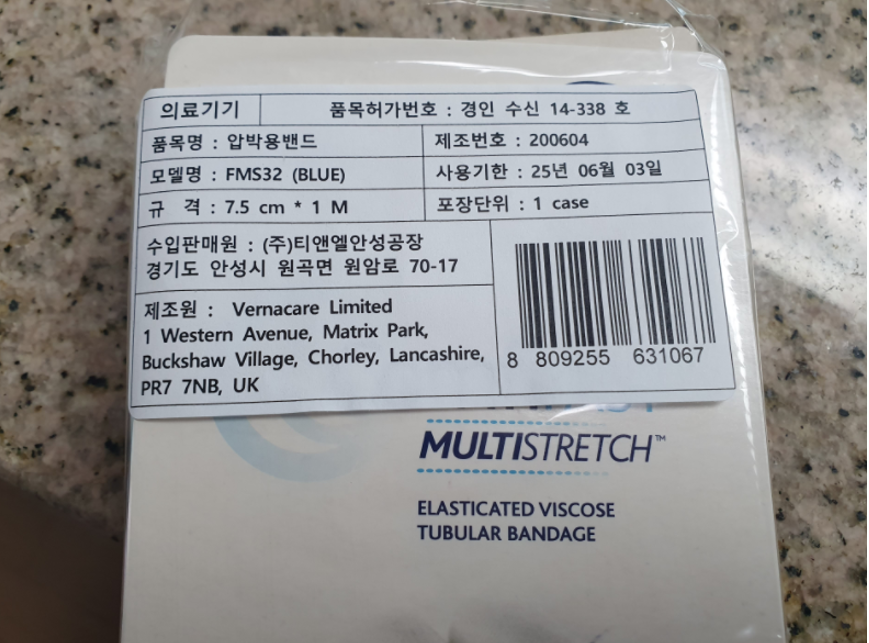 의료기기 품목허가번호 : 경인 수신 14-338 호
품목명 : 압박용밴드 제조번호 : 200604
모델명 : FMS32 (BLUE) 사용기한 : 25년 06월 03일
규 격 : 7.5 cm * 1 M 포장단위 : 1 case
수입판매원 : (주)티앤엘안성공장
경기도 안성시 원곡면 원암로 70-17
제조원 : Vernacare Limited
1 Western Avenue, Matrix Park,
Buckshaw Village, Chorley, Lancashire,
PR7 7NB, UK
8 809255 631067
MULTISTRETCH™
ELASTICATED VISCOSE
TUBULAR BANDAGE